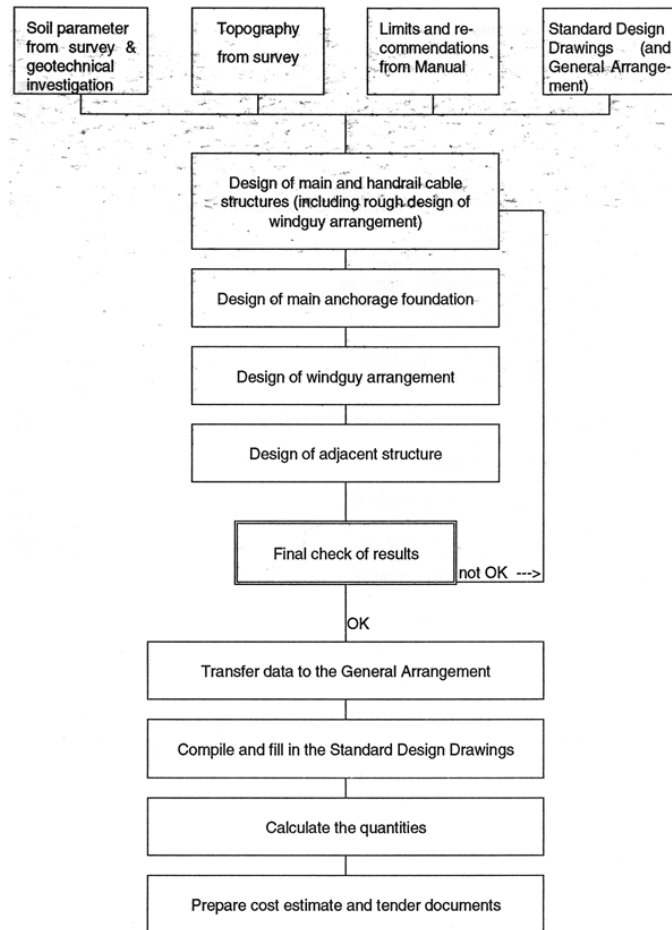 Soil parameter
from survey &
geotechnical
investigation
Topography
from survey
Limits and re-
commendations
from Manual
Standard Design
Drawings (and
General Arrange-
ment)
Design of main and handrail cable
structures (including rough design of
windguy arrangement)
Design of main anchorage foundation
Design of windguy arrangement
Design of adjacent structure
Final check of results
not OK --->
OK
Transfer data to the General Arrangement
Compile and fill in the Standard Design Drawings
Calculate the quantities
Prepare cost estimate and tender documents